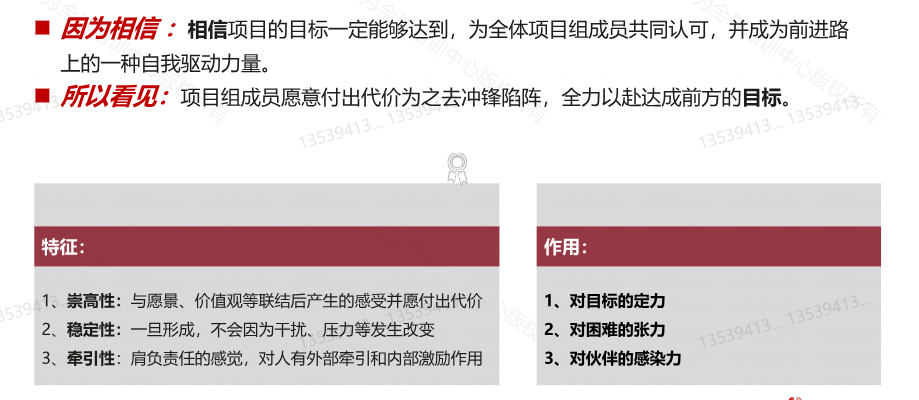 因为相信：相信项目的目标一定能够达到，为全体项目组成员共同认可，并成为前进路
上的一种自我驱动力量。
所以看见：项目组成员愿意付出代价为之去冲锋陷阵，全力以赴达成前方的目标。
13539413... 13539413...
13539413... 13539413...
特征：
1、崇高性：与愿景、价值观等联结后产生的感受并愿付出代价
2、稳定性：一旦形成，不会因为干扰、压力等发生改变
3、牵引性：肩负责任的感觉，对人有外部牵引和内部激励作用
作用：
1、对目标的定力
2、对困难的张力
3、对伙伴的感染力
13539413... 13539413...